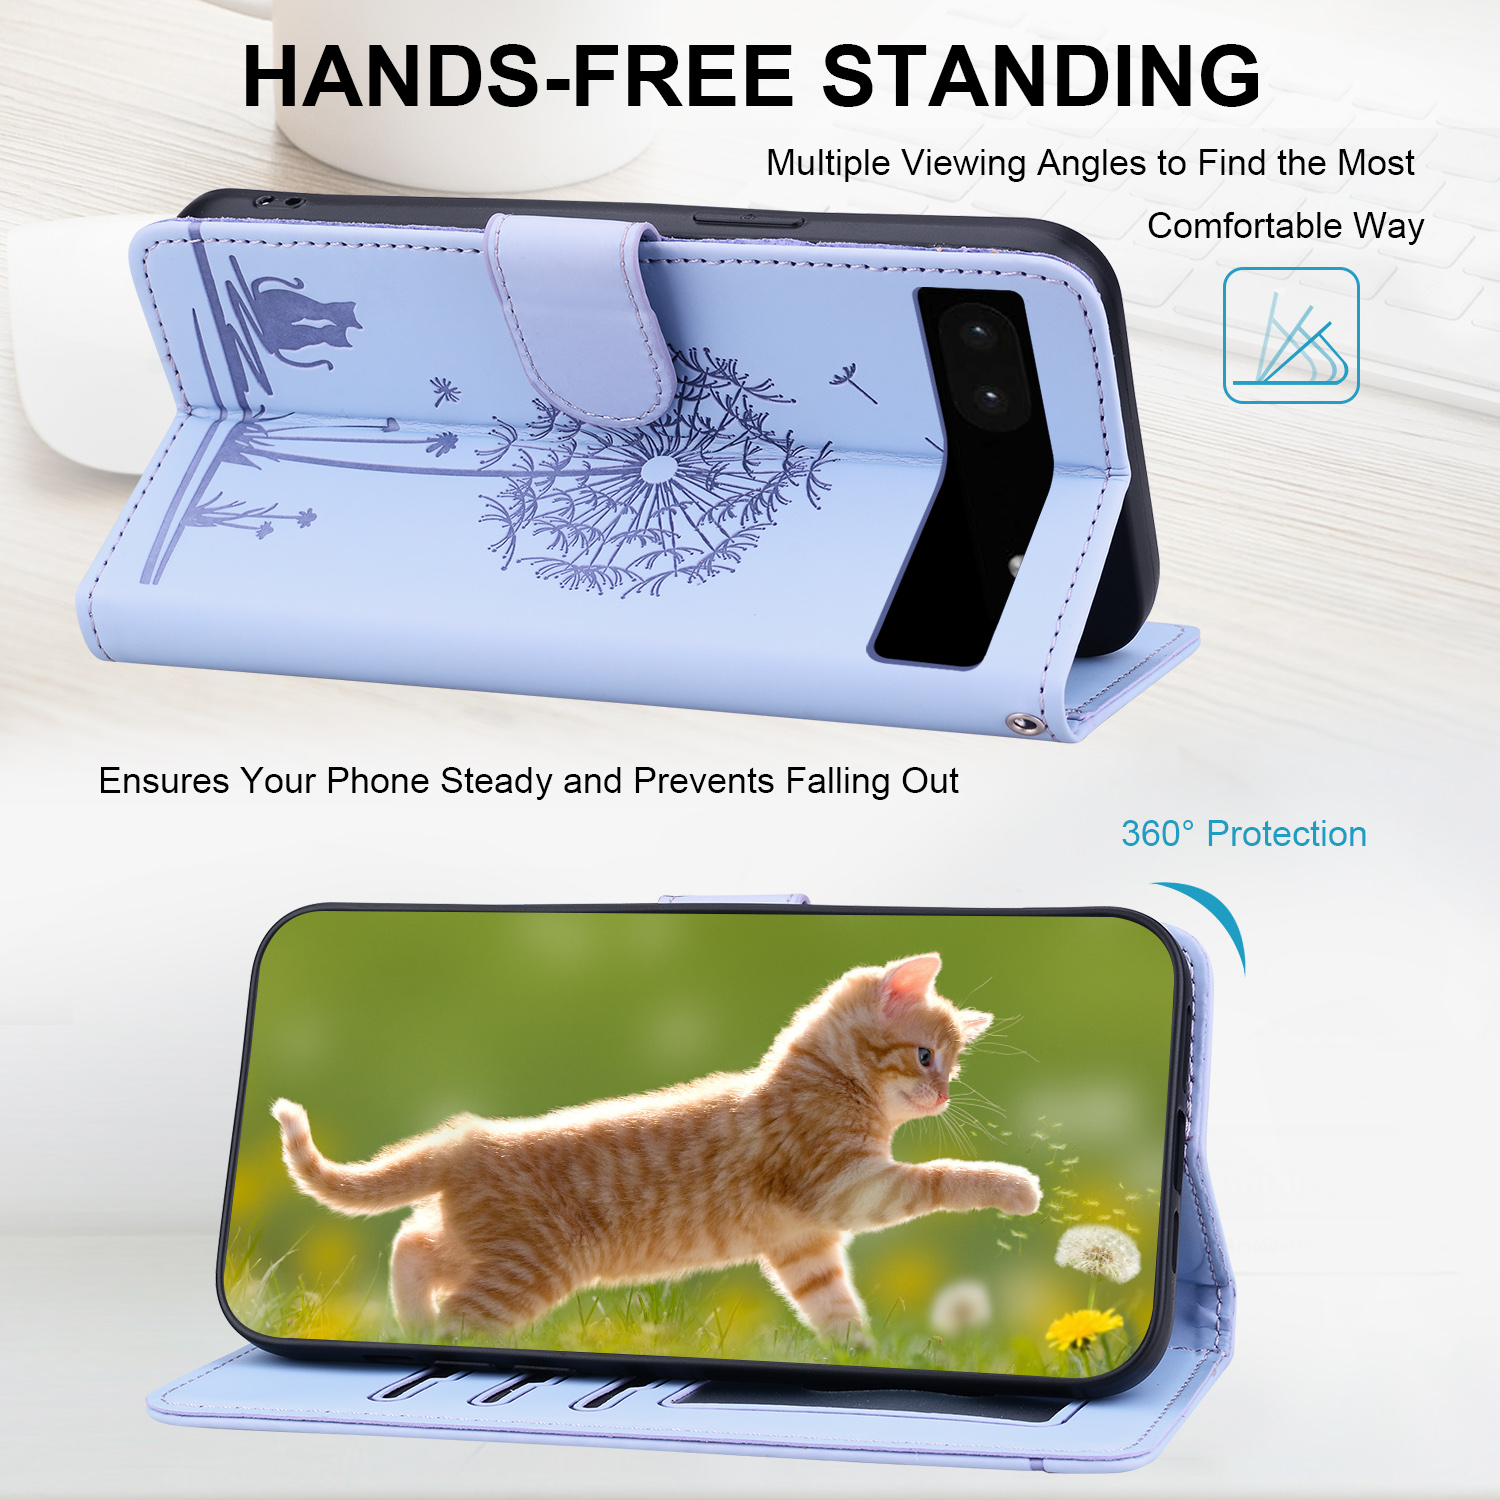 HANDS-FREE STANDING
Multiple Viewing Angles to Find the Most
Comfortable Way
Ensures Your Phone Steady and Prevents Falling Out
360° Protection